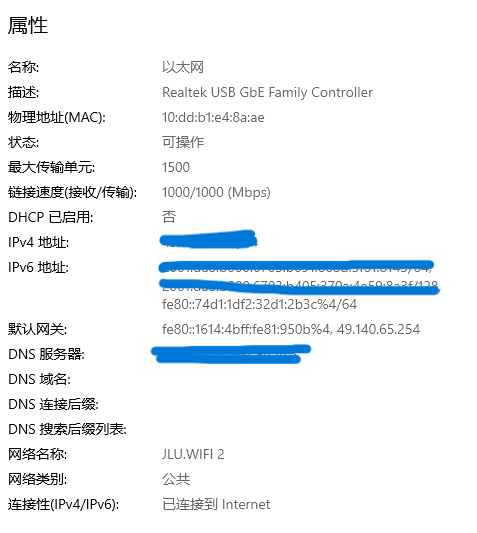 属性
名称: 以太网
描述: Realtek USB GbE Family Controller
物理地址(MAC): 10:dd:b1:e4:8a:ae
状态: 可操作
最大传输单元: 1500
链接速度(接收/传输): 1000/1000 (Mbps)
DHCP 已启用: 否
IPv4 地址:
IPv6 地址:
fe80::74d1:1df2:32d1:2b3c%4/64
默认网关: fe80::1614:4bff:fe81:950b%4, 49.140.65.254
DNS 服务器:
DNS 域名:
DNS 连接后缀:
DNS 搜索后缀列表:
网络名称: JLU.WIFI 2
网络类别: 公共
连接性(IPv4/IPv6): 已连接到 Internet